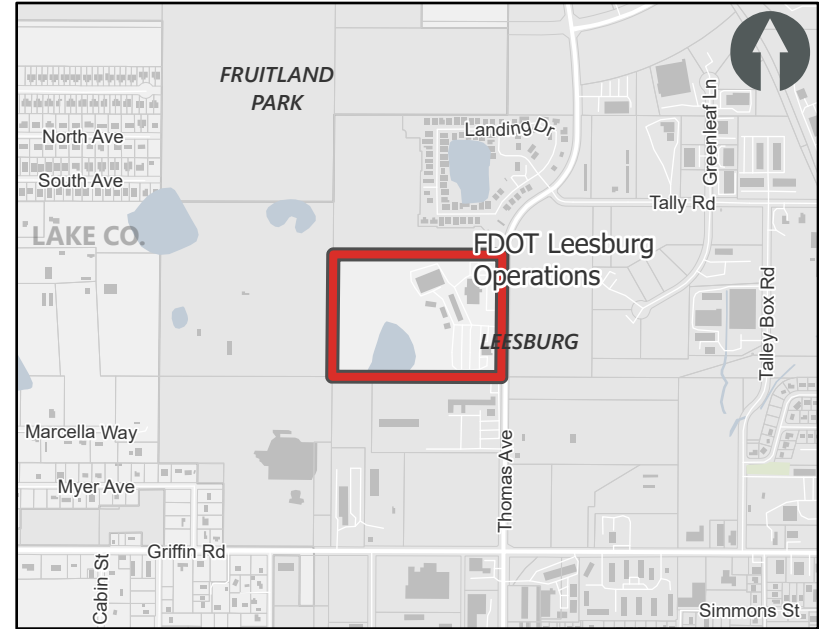 FRUITLAND
PARK
Greenleaf Ln
Landing Dr
North Ave
South Ave
Tally Rd
LAKE CO.
FDOT Leesburg
Operations
Talley Box Rd
LEESBURG
Marcella Way
Thomas Ave
Myer Ave
Griffin Rd
Cabin St
Simmons St